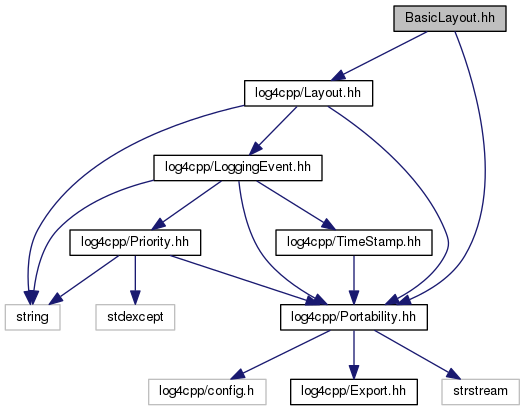 BasicLayout.hh
log4cpp/Layout.hh
log4cpp/LoggingEvent.hh
log4cpp/Priority.hh
log4cpp/TimeStamp.hh
string
stdexcept
log4cpp/Portability.hh
log4cpp/config.h
log4cpp/Export.hh
strstream